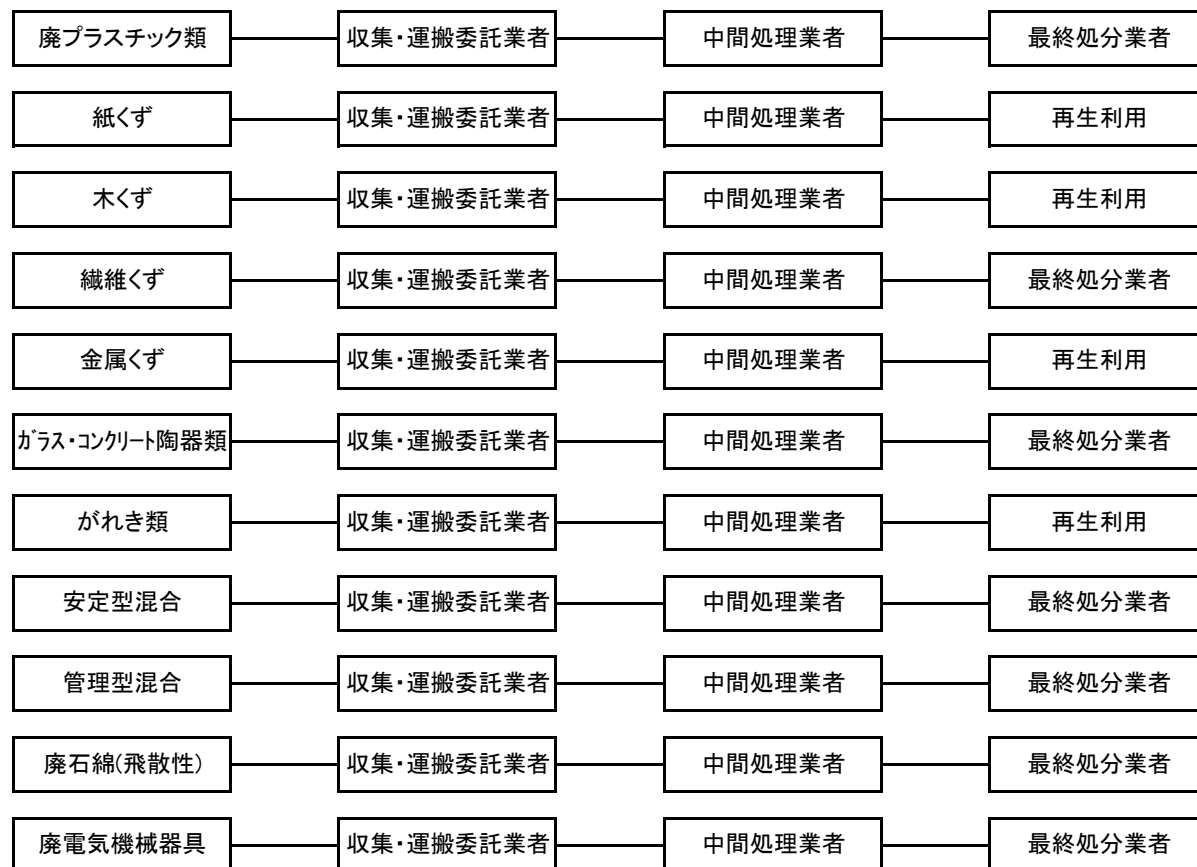 廃プラスチック類 収集・運搬委託業者 中間処理業者 最終処分業者
紙くず 収集・運搬委託業者 中間処理業者 再生利用
木くず 収集・運搬委託業者 中間処理業者 再生利用
繊維くず 収集・運搬委託業者 中間処理業者 最終処分業者
金属くず 収集・運搬委託業者 中間処理業者 再生利用
ｶﾞﾗｽ・ｺﾝｸﾘｰﾄ陶器類 収集・運搬委託業者 中間処理業者 最終処分業者
がれき類 収集・運搬委託業者 中間処理業者 再生利用
安定型混合 収集・運搬委託業者 中間処理業者 最終処分業者
管理型混合 収集・運搬委託業者 中間処理業者 最終処分業者
廃石綿(飛散性) 収集・運搬委託業者 中間処理業者 最終処分業者
廃電気機械器具 収集・運搬委託業者 中間処理業者 最終処分業者